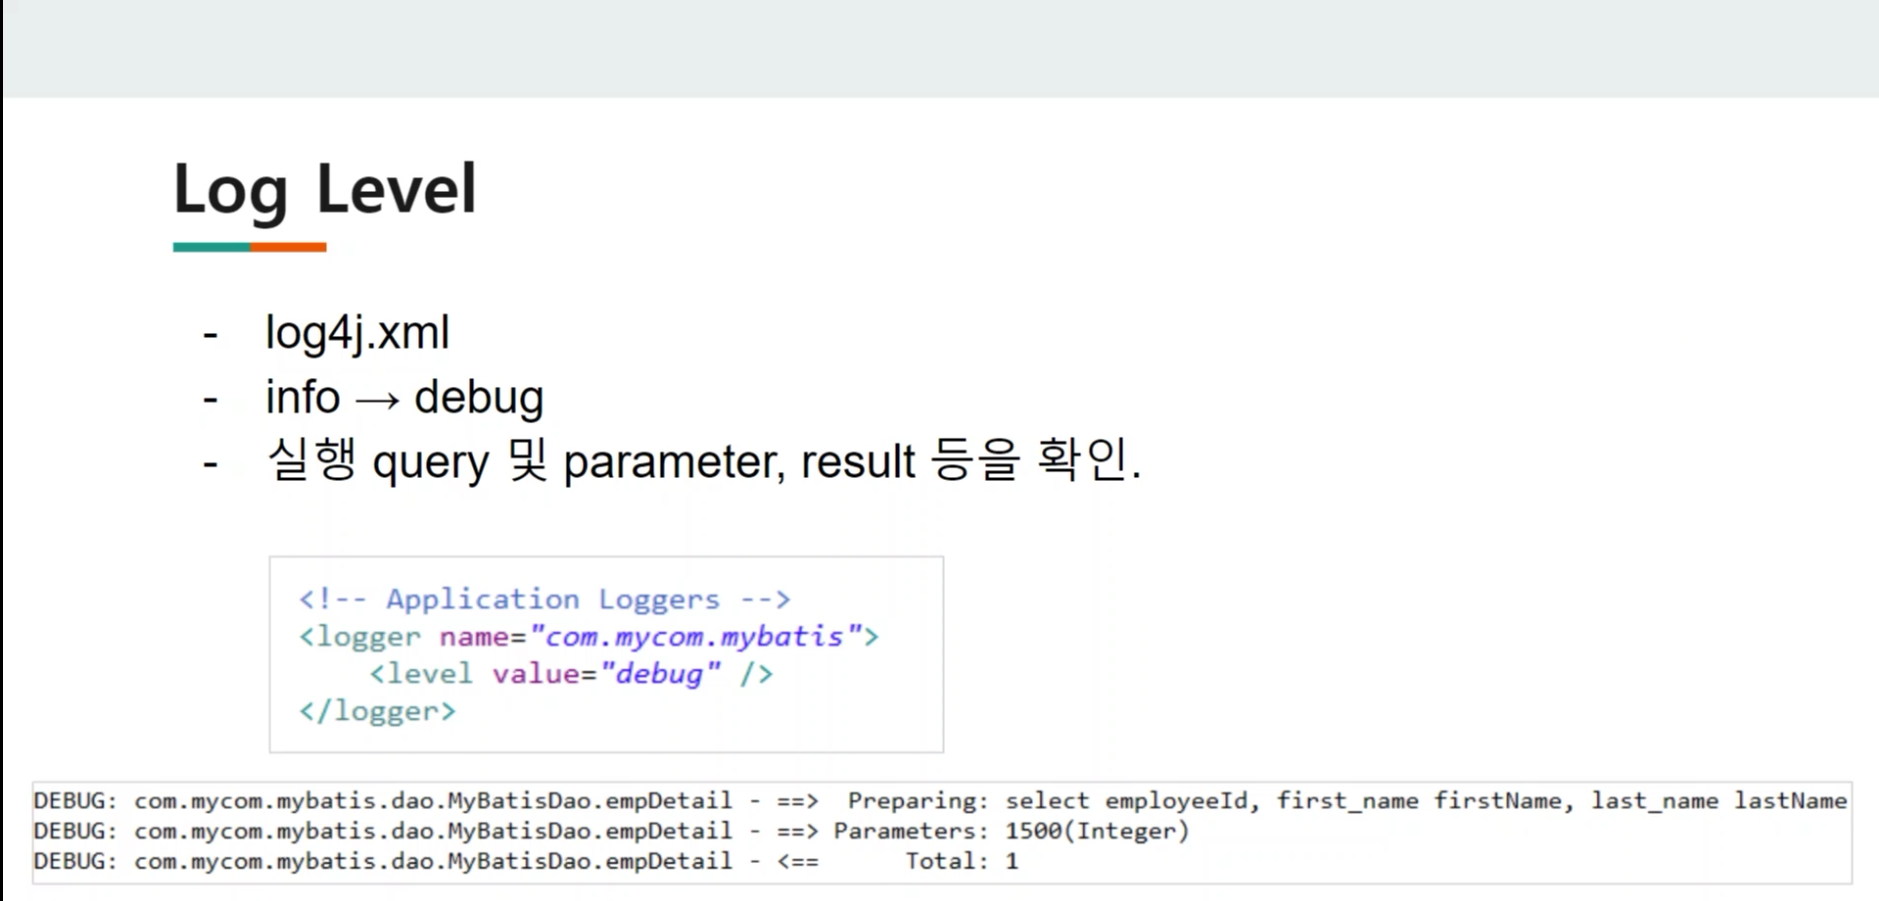 Log Level
- log4j.xml
- info → debug
- 실행 query 및 parameter, result 등을 확인.
<!-- Application Loggers -->
<logger name="com.mycom.mybatis">
    <level value="debug" />
</logger>
DEBUG: com.mycom.mybatis.dao.MyBatisDao.empDetail - ==>  Preparing: select employeeId, first_name firstName, last_name lastName
DEBUG: com.mycom.mybatis.dao.MyBatisDao.empDetail - ==> Parameters: 1500(Integer)
DEBUG: com.mycom.mybatis.dao.MyBatisDao.empDetail - <==      Total: 1